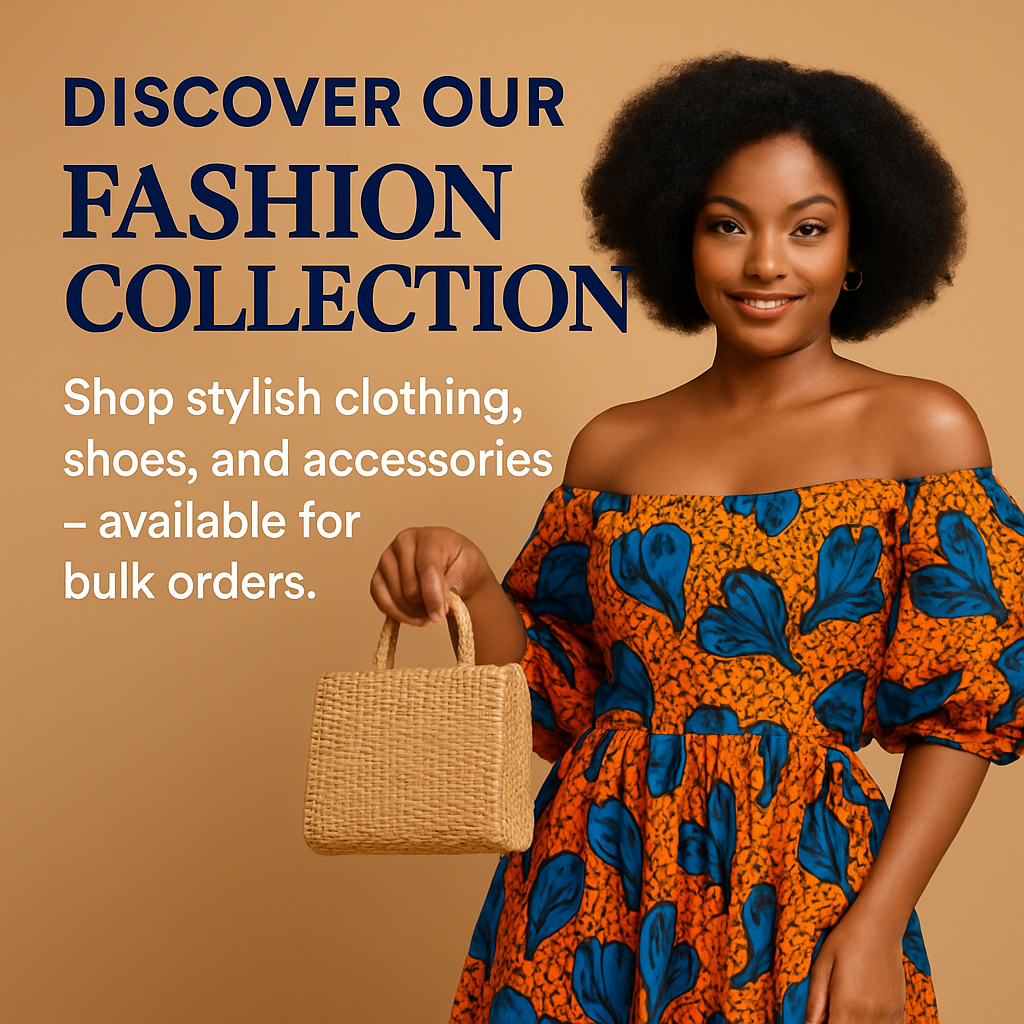 DISCOVER OUR
FASHION
COLLECTION
Shop stylish clothing,
shoes, and accessories
– available for
bulk orders.